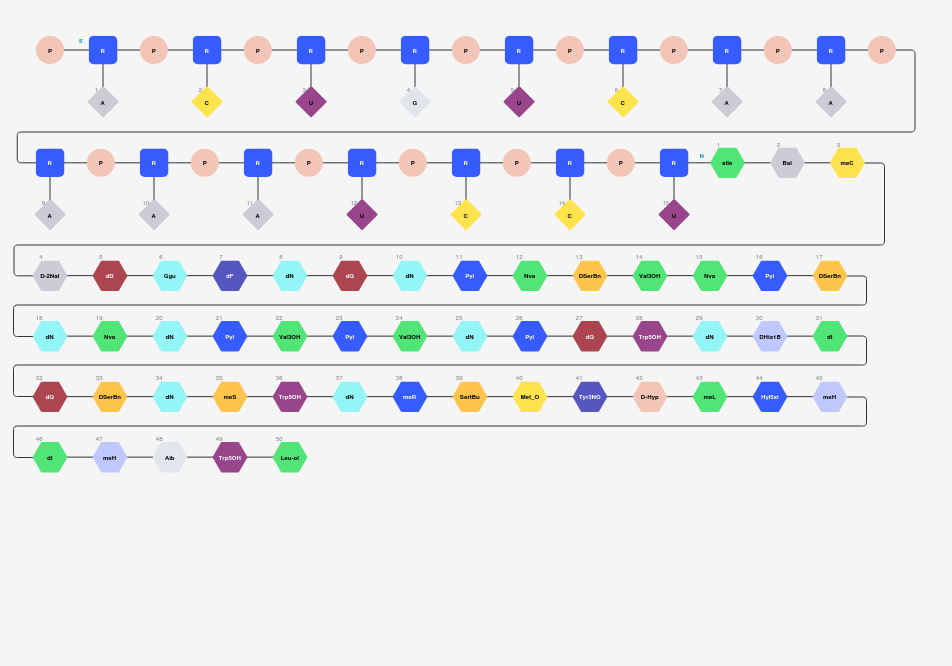 P 5' R P R P R P R P R P R P R P R P
1 A 2 C 3 U 4 G 5 U 6 C 7 A 8 A
R P R P R P R P R P R P R N 1 aIle 2 Bal 3 meC
9 A 10 A 11 A 12 U 13 C 14 C 15 U
4 5 6 7 8 9 10 11 12 13 14 15 16 17
D-2Nal dD Ggu dF dN dQ dN Pyl Nva DSerBn Val3OH Nva Pyl DSerBn
18 19 20 21 22 23 24 25 26 27 28 29 30 31
dN Nva dN Pyl Val3OH Pyl Val3OH dN Pyl dQ Trp5OH dN DHis1B dI
32 33 34 35 36 37 38 39 40 41 42 43 44 45
dQ DSerBn dN meS Trp5OH dN meR SertBu Met_O Tyr3NO D-Hyp meL Hyl5xi meH
46 47 48 49 50
dI meH Aib Trp5OH Leu-ol